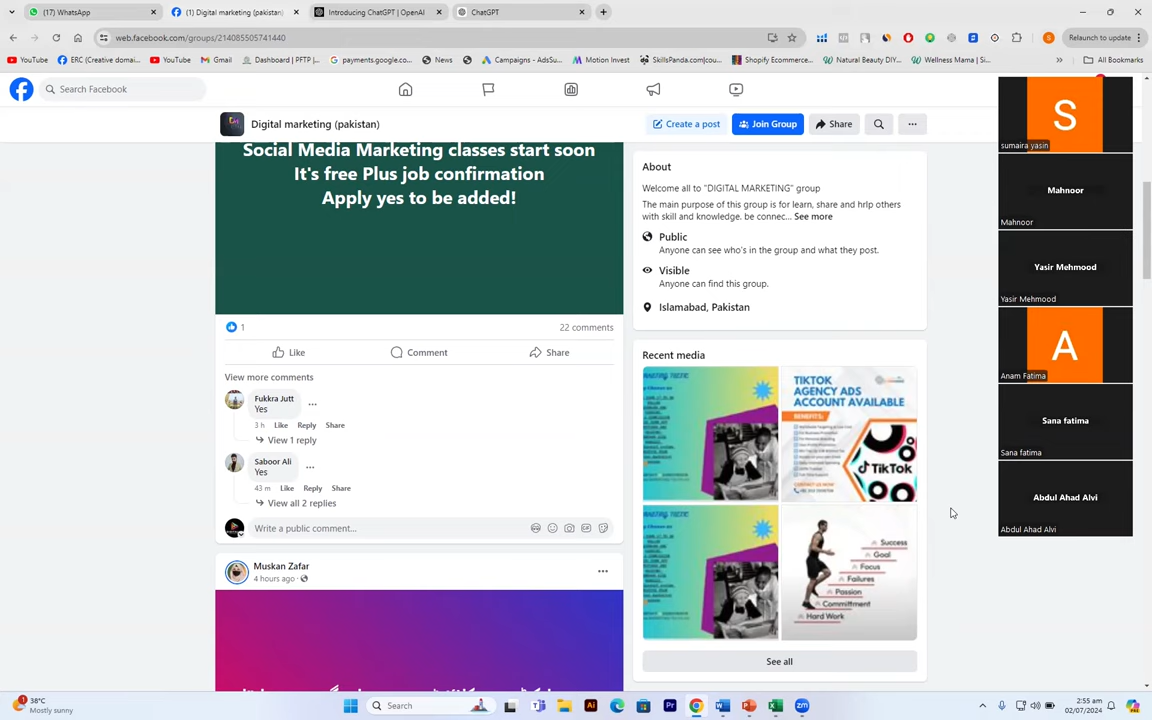 (17) WhatsApp
(1) Digital marketing (pakistan)
Introducing ChatGPT | OpenAI
ChatGPT
web.facebook.com/groups/214085505741440
S
Relaunch to update
YouTube
ERC (Creative domai...
YouTube
Gmail
Dashboard | PFTP |...
payments.google.co...
News
Campaigns - AdsSu...
Motion Invest
SkillsPanda.com|cou...
Shopify Ecommerce...
Natural Beauty DIY...
Wellness Mama | Si...
All Bookmarks
Search Facebook
Digital marketing (pakistan)
Create a post
Join Group
Share
Social Media Marketing classes start soon
It's free Plus job confirmation
Apply yes to be added!
1
22 comments
Like
Comment
Share
View more comments
Fukkra Jutt
Yes
3 h Like Reply Share
View 1 reply
Saboor Ali
Yes
43 m Like Reply Share
View all 2 replies
Write a public comment...
Muskan Zafar
4 hours ago
About
Welcome all to "DIGITAL MARKETING" group
The main purpose of this group is for learn, share and hrlp others
with skill and knowledge. be connec... See more
Public
Anyone can see who's in the group and what they post.
Visible
Anyone can find this group.
Islamabad, Pakistan
Recent media
TIKTOK
AGENCY ADS
ACCOUNT AVAILABLE
BENEFITS:
TikTok
Success
Goal
Focus
Failures
Passion
Committment
Hard Work
See all
S
sumaira yasin
Mahnoor
Mahnoor
Yasir Mehmood
Yasir Mehmood
A
Anam Fatima
Sana fatima
Sana fatima
Abdul Ahad Alvi
Abdul Ahad Alvi
1
38°C
Mostly sunny
Search
2:55 am
02/07/2024